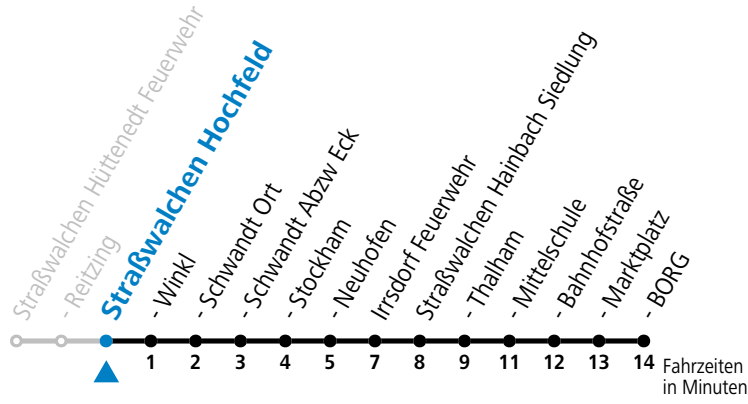 Straßwalchen Hüttenedt Feuerwehr
- Reitzing
Straßwalchen Hochfeld
- Winkl
- Schwandt Ort
- Schwandt Abzw Eck
- Stockham
- Neuhofen
Irrsdorf Feuerwehr
Straßwalchen Hainbach Siedlung
- Thalham
- Mittelschule
- Bahnhofstraße
- Marktplatz
- BORG
1 2 3 4 5 7 8 9 11 12 13 14 Fahrzeiten
in Minuten